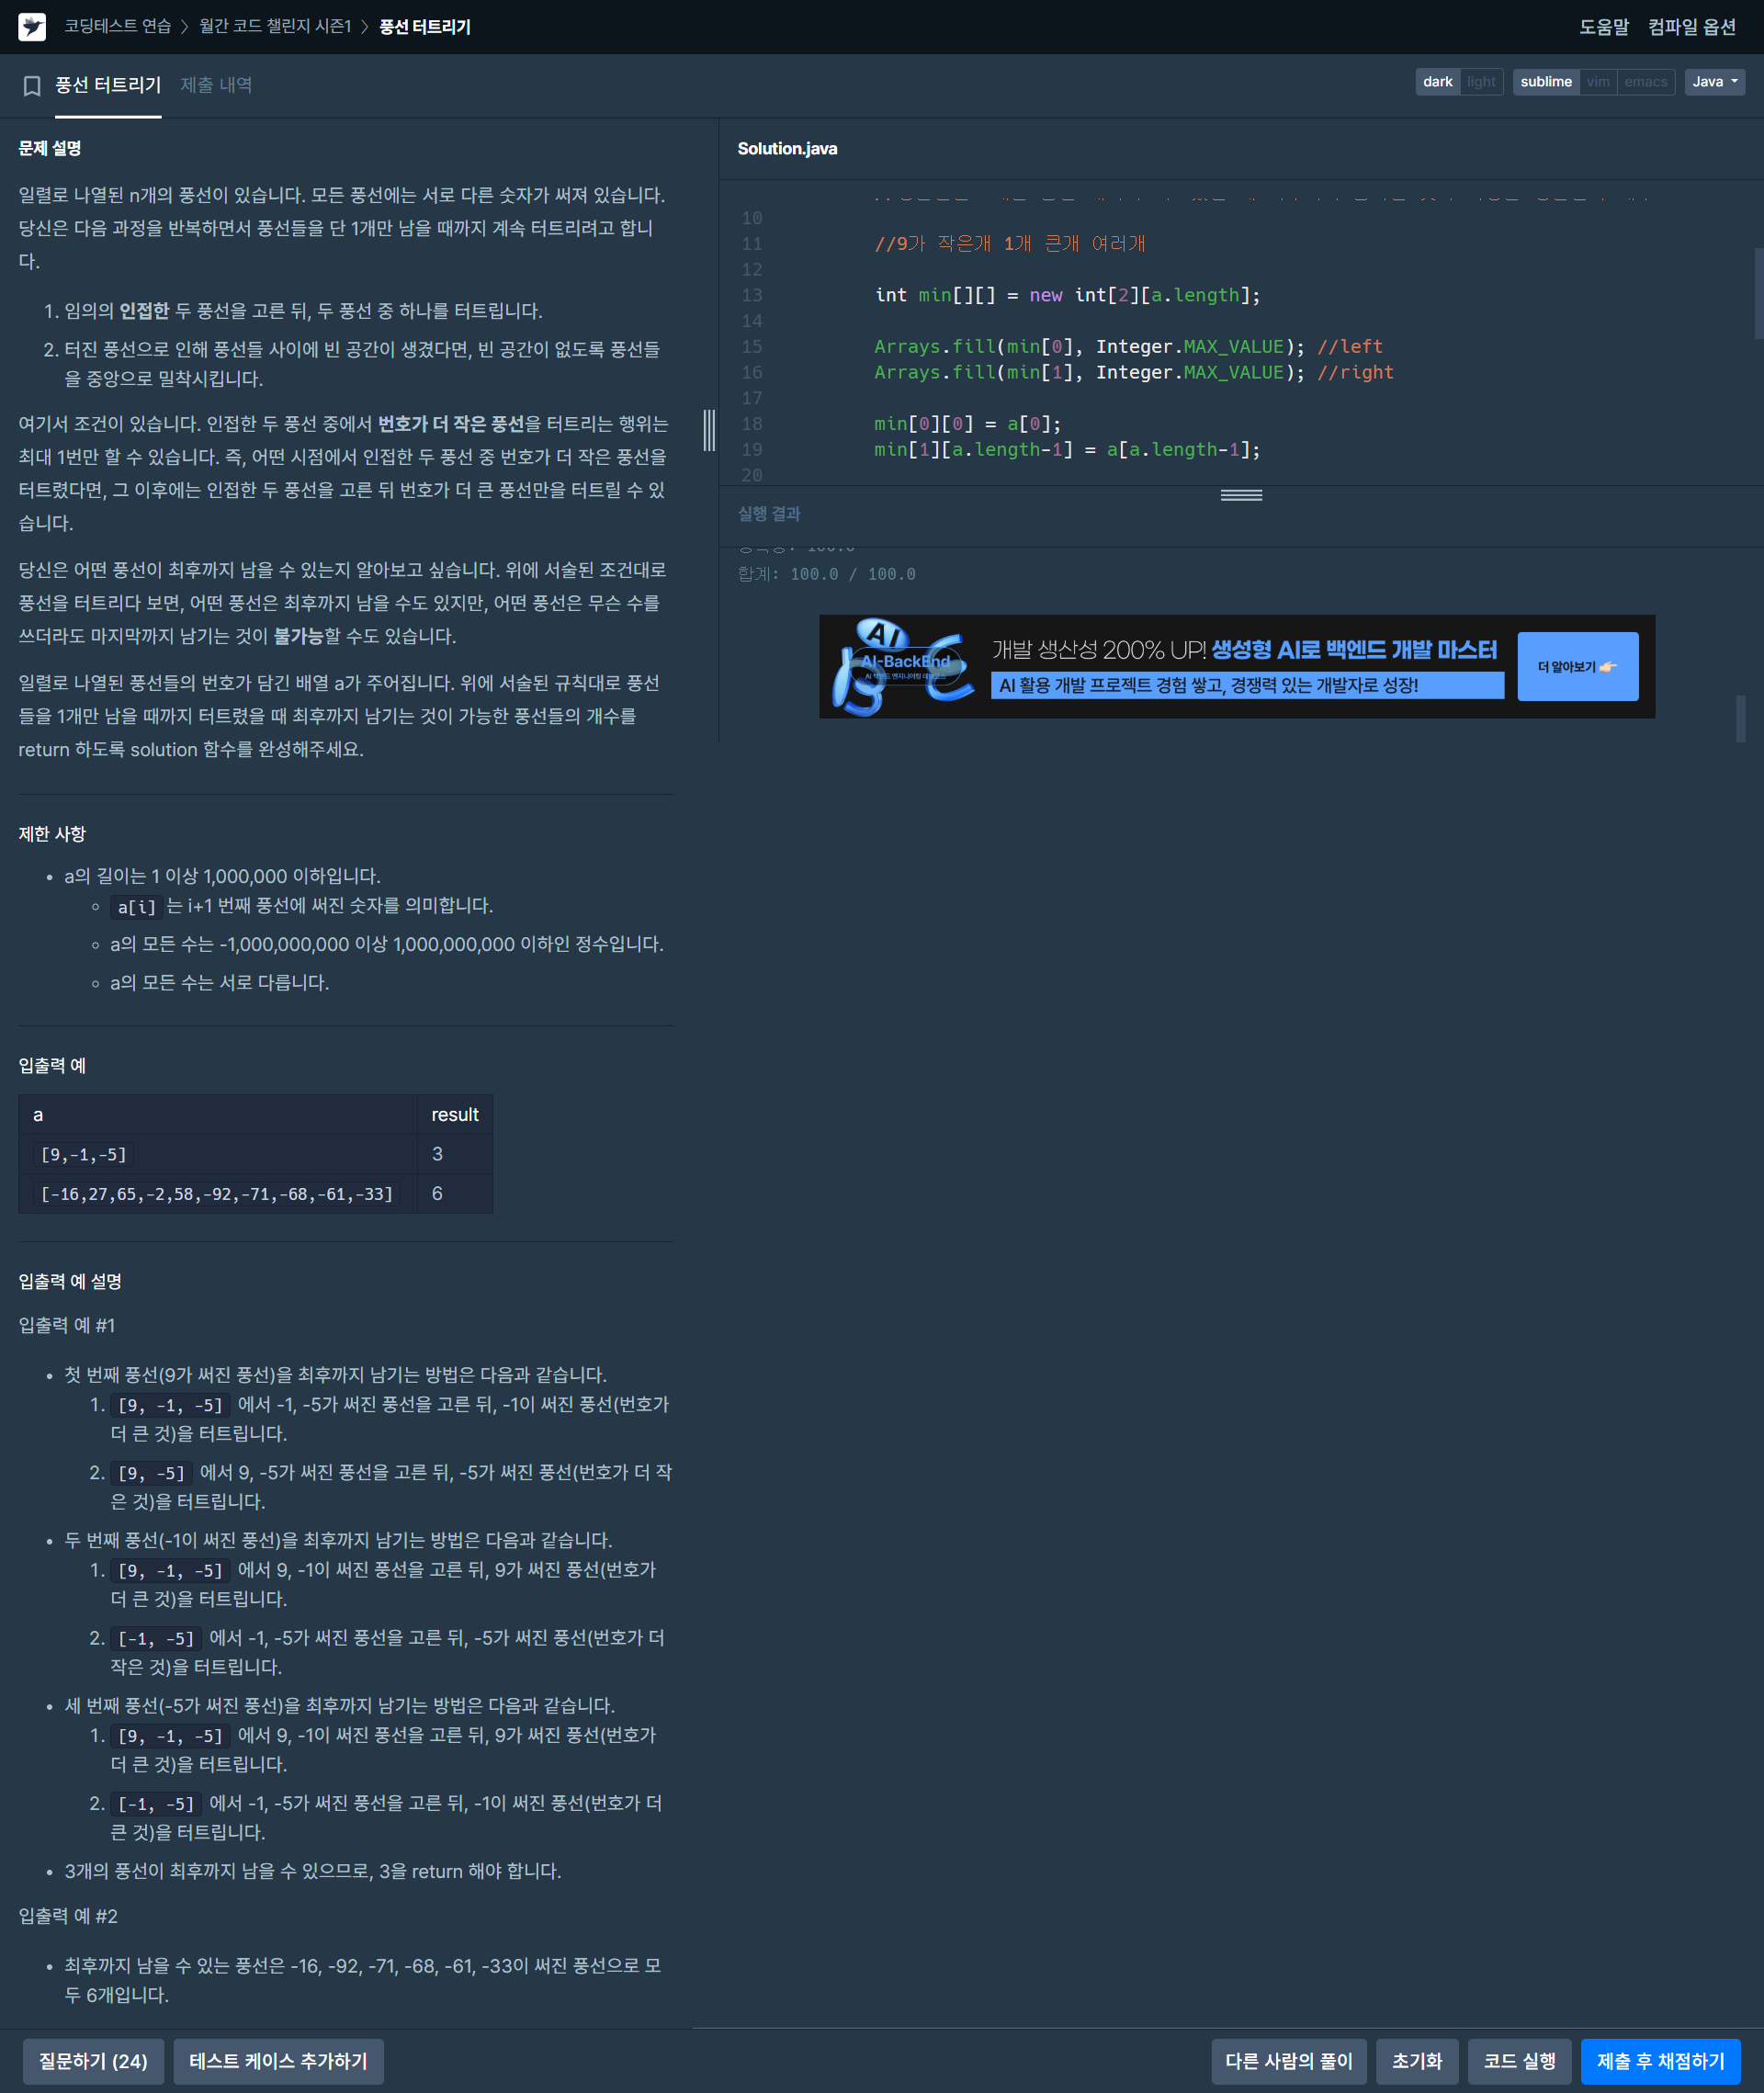 코딩테스트 연습 > 월간 코드 챌린지 시즌1 > 풍선 터트리기
도움말 컴파일 옵션
풍선 터트리기 제출 내역
dark light sublime vim emacs Java
문제 설명
일렬로 나열된 n개의 풍선이 있습니다. 모든 풍선에는 서로 다른 숫자가 써져 있습니다.
당신은 다음 과정을 반복하면서 풍선들을 단 1개만 남을 때까지 계속 터트리려고 합니
다.
1. 임의의 인접한 두 풍선을 고른 뒤, 두 풍선 중 하나를 터트립니다.
2. 터진 풍선으로 인해 풍선들 사이에 빈 공간이 생겼다면, 빈 공간이 없도록 풍선들
을 중앙으로 밀착시킵니다.
여기서 조건이 있습니다. 인접한 두 풍선 중에서 번호가 더 작은 풍선을 터트리는 행위는
최대 1번만 할 수 있습니다. 즉, 어떤 시점에서 인접한 두 풍선 중 번호가 더 작은 풍선을
터트렸다면, 그 이후에는 인접한 두 풍선을 고른 뒤 번호가 더 큰 풍선만을 터트릴 수 있
습니다.
당신은 어떤 풍선이 최후까지 남을 수 있는지 알아보고 싶습니다. 위에 서술된 조건대로
풍선을 터트리다 보면, 어떤 풍선은 최후까지 남을 수도 있지만, 어떤 풍선은 무슨 수를
쓰더라도 마지막까지 남기는 것이 불가능할 수도 있습니다.
일렬로 나열된 풍선들의 번호가 담긴 배열 a가 주어집니다. 위에 서술된 규칙대로 풍선
들을 1개만 남을 때까지 터트렸을 때 최후까지 남기는 것이 가능한 풍선들의 개수를
return 하도록 solution 함수를 완성해주세요.
제한 사항
• a의 길이는 1 이상 1,000,000 이하입니다.
◦ a[i] 는 i+1 번째 풍선에 써진 숫자를 의미합니다.
◦ a의 모든 수는 -1,000,000,000 이상 1,000,000,000 이하인 정수입니다.
◦ a의 모든 수는 서로 다릅니다.
입출력 예
a result
[9,-1,-5] 3
[-16,27,65,-2,58,-92,-71,-68,-61,-33] 6
입출력 예 설명
입출력 예 #1
• 첫 번째 풍선(9가 써진 풍선)을 최후까지 남기는 방법은 다음과 같습니다.
1. [9, -1, -5] 에서 -1, -5가 써진 풍선을 고른 뒤, -1이 써진 풍선(번호가
더 큰 것)을 터트립니다.
2. [9, -5] 에서 9, -5가 써진 풍선을 고른 뒤, -5가 써진 풍선(번호가 더 작
은 것)을 터트립니다.
• 두 번째 풍선(-1이 써진 풍선)을 최후까지 남기는 방법은 다음과 같습니다.
1. [9, -1, -5] 에서 9, -1이 써진 풍선을 고른 뒤, 9가 써진 풍선(번호가
더 큰 것)을 터트립니다.
2. [-1, -5] 에서 -1, -5가 써진 풍선을 고른 뒤, -5가 써진 풍선(번호가 더
작은 것)을 터트립니다.
• 세 번째 풍선(-5가 써진 풍선)을 최후까지 남기는 방법은 다음과 같습니다.
1. [9, -1, -5] 에서 9, -1이 써진 풍선을 고른 뒤, 9가 써진 풍선(번호가
더 큰 것)을 터트립니다.
2. [-1, -5] 에서 -1, -5가 써진 풍선을 고른 뒤, -1이 써진 풍선(번호가 더
큰 것)을 터트립니다.
• 3개의 풍선이 최후까지 남을 수 있으므로, 3을 return 해야 합니다.
입출력 예 #2
• 최후까지 남을 수 있는 풍선은 -16, -92, -71, -68, -61, -33이 써진 풍선으로 모
두 6개입니다.
Solution.java
10
11 //9가 작은개 1개 큰개 여러개
12
13 int min[][] = new int[2][a.length];
14
15 Arrays.fill(min[0], Integer.MAX_VALUE); //left
16 Arrays.fill(min[1], Integer.MAX_VALUE); //right
17
18 min[0][0] = a[0];
19 min[1][a.length-1] = a[a.length-1];
20
실행 결과
합계: 100.0 / 100.0
AI
AI-BackEnd
개발 생산성 200% UP! 생성형 AI로 백엔드 개발 마스터
AI 활용 개발 프로젝트 경험 쌓고, 경쟁력 있는 개발자로 성장!
더 알아보기
질문하기 (24) 테스트 케이스 추가하기
다른 사람의 풀이 초기화 코드 실행 제출 후 채점하기